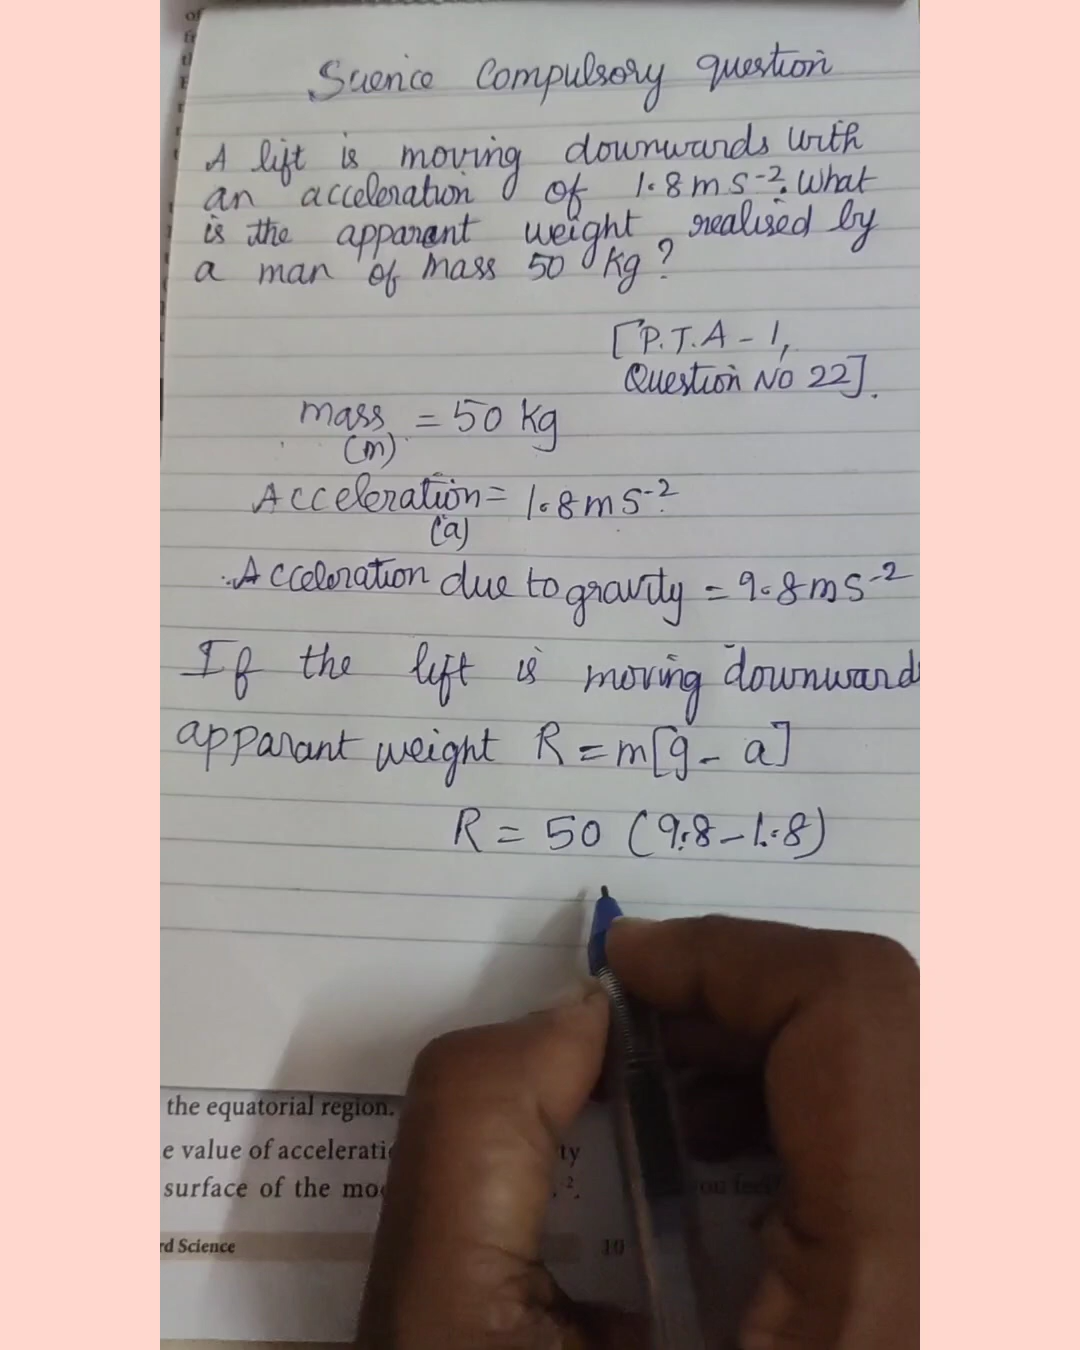 Science Compulsory question
A lift is moving downwards with
an acceleration of 1.8 m s-2. What
is the apparent weight realised by
a man of mass 50 kg?
[P.T.A - 1,
Question No 22].
mass = 50 kg
(m)
Acceleration = 1.8 m s-2
(a)
Acceleration due to gravity = 9.8 m s-2
If the lift is moving downward
apparant weight R = m[g - a]
R = 50 (9.8 - 1.8)
the equatorial region.
e value of accelerati ty
surface of the mo -2.
rd Science 10